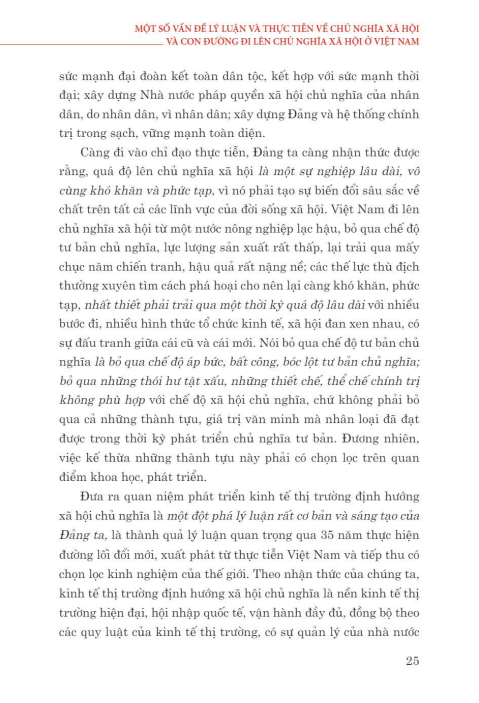 MỘT SỐ VẤN ĐỀ LÝ LUẬN VÀ THỰC TIỄN VỀ CHỦ NGHĨA XÃ HỘI
VÀ CON ĐƯỜNG ĐI LÊN CHỦ NGHĨA XÃ HỘI Ở VIỆT NAM
sức mạnh đại đoàn kết toàn dân tộc, kết hợp với sức mạnh thời
đại; xây dựng Nhà nước pháp quyền xã hội chủ nghĩa của nhân
dân, do nhân dân, vì nhân dân; xây dựng Đảng và hệ thống chính
trị trong sạch, vững mạnh toàn diện.
Càng đi vào chỉ đạo thực tiễn, Đảng ta càng nhận thức được
rằng, quá độ lên chủ nghĩa xã hội là một sự nghiệp lâu dài, vô
cùng khó khăn và phức tạp, vì nó phải tạo sự biến đổi sâu sắc về
chất trên tất cả các lĩnh vực của đời sống xã hội. Việt Nam đi lên
chủ nghĩa xã hội từ một nước nông nghiệp lạc hậu, bỏ qua chế độ
tư bản chủ nghĩa, lực lượng sản xuất rất thấp, lại trải qua mấy
chục năm chiến tranh, hậu quả rất nặng nề; các thế lực thù địch
thường xuyên tìm cách phá hoại cho nên lại càng khó khăn, phức
tạp, nhất thiết phải trải qua một thời kỳ quá độ lâu dài với nhiều
bước đi, nhiều hình thức tổ chức kinh tế, xã hội đan xen nhau, có
sự đấu tranh giữa cái cũ và cái mới. Nói bỏ qua chế độ tư bản chủ
nghĩa là bỏ qua chế độ áp bức, bất công, bóc lột tư bản chủ nghĩa;
bỏ qua những thói hư tật xấu, những thiết chế, thể chế chính trị
không phù hợp với chế độ xã hội chủ nghĩa, chứ không phải bỏ
qua cả những thành tựu, giá trị văn minh mà nhân loại đã đạt
được trong thời kỳ phát triển chủ nghĩa tư bản. Đương nhiên,
việc kế thừa những thành tựu này phải có chọn lọc trên quan
điểm khoa học, phát triển.
Đưa ra quan niệm phát triển kinh tế thị trường định hướng
xã hội chủ nghĩa là một đột phá lý luận rất cơ bản và sáng tạo của
Đảng ta, là thành quả lý luận quan trọng qua 35 năm thực hiện
đường lối đổi mới, xuất phát từ thực tiễn Việt Nam và tiếp thu có
chọn lọc kinh nghiệm của thế giới. Theo nhận thức của chúng ta,
kinh tế thị trường định hướng xã hội chủ nghĩa là nền kinh tế thị
trường hiện đại, hội nhập quốc tế, vận hành đầy đủ, đồng bộ theo
các quy luật của kinh tế thị trường, có sự quản lý của nhà nước
25